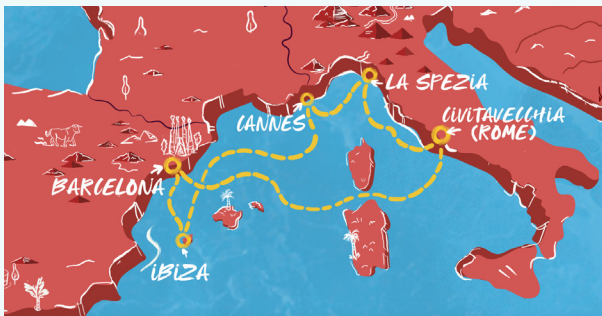 LA SPEZIA
CANNES
CIVITAVECCHIA
(ROME)
BARCELONA
IBIZA